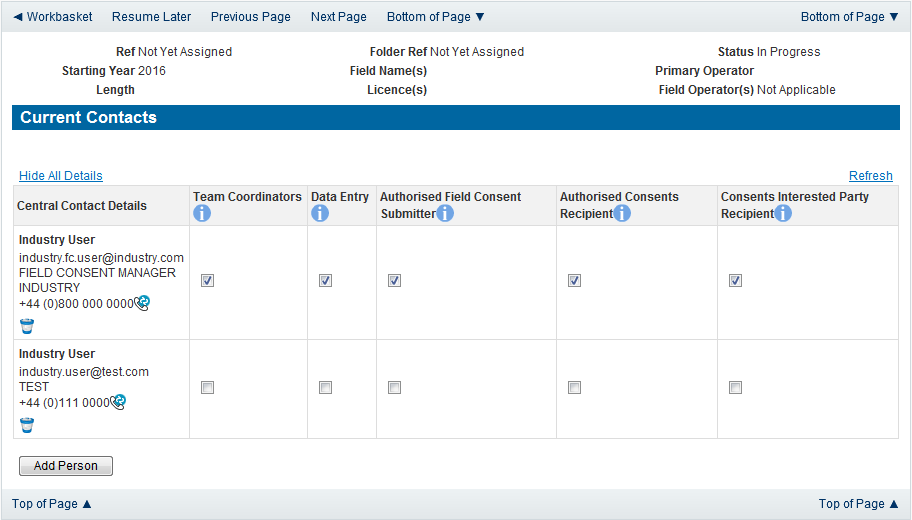 ◄ Workbasket Resume Later Previous Page Next Page Bottom of Page ▼ Bottom of Page ▼
Ref Not Yet Assigned Folder Ref Not Yet Assigned Status In Progress
Starting Year 2016 Field Name(s) Primary Operator
Length Licence(s) Field Operator(s) Not Applicable
Current Contacts
Hide All Details Refresh
Central Contact Details
Team Coordinators
Data Entry
Authorised Field Consent
Submitter
Authorised Consents
Recipient
Consents Interested Party
Recipient
Industry User
industry.fc.user@industry.com
FIELD CONSENT MANAGER
INDUSTRY
+44 (0)800 000 0000
Industry User
industry.user@test.com
TEST
+44 (0)111 0000
Add Person
Top of Page ▲ Top of Page ▲